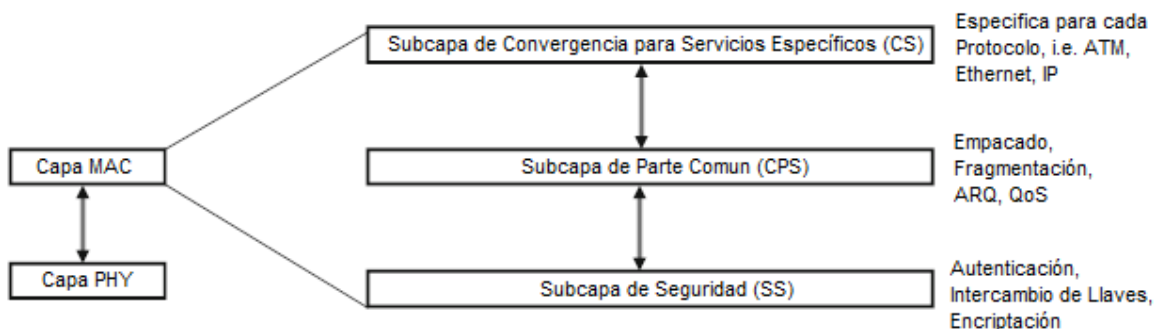 Subcapa de Convergencia para Servicios Específicos (CS)
Especifica para cada
Protocolo, i.e. ATM,
Ethernet, IP
Capa MAC
Subcapa de Parte Comun (CPS)
Empacado,
Fragmentación,
ARQ, QoS
Capa PHY
Subcapa de Seguridad (SS)
Autenticación,
Intercambio de Llaves,
Encriptación